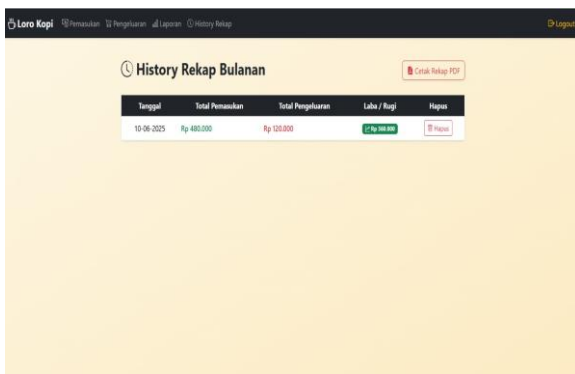 Loro Kopi Pemasukan Pengeluaran Laporan History Rekap Logout
History Rekap Bulanan
Cetak Rekap PDF
Tanggal Total Pemasukan Total Pengeluaran Laba / Rugi Hapus
10-06-2025 Rp 480.000 Rp 120.000 Rp 360.000 Hapus